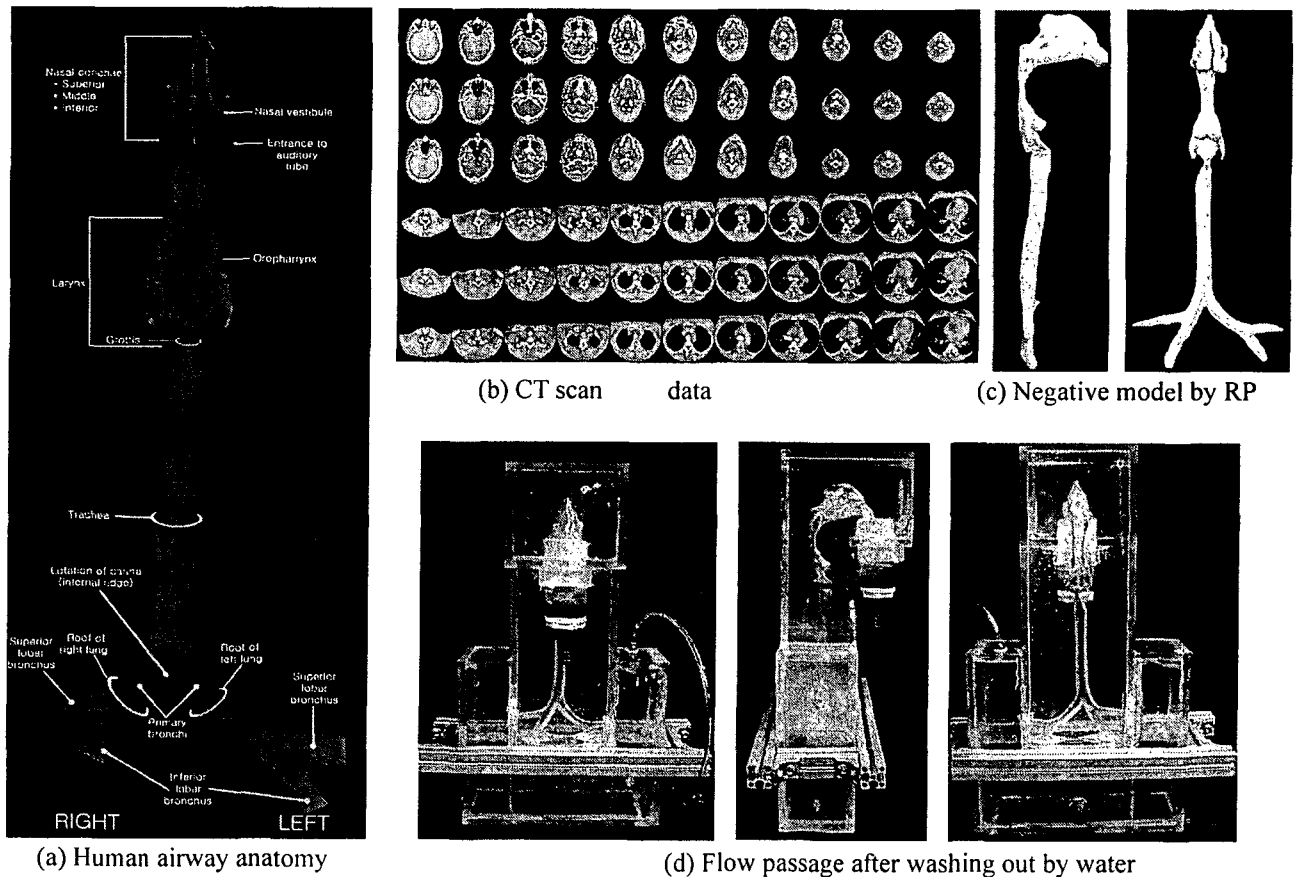 Nasal conchae
• Superior
• Middle
• Inferior
Nasal vestibule
Entrance to
auditory
tube
Larynx
Oropharynx
Glottis
Trachea
Location of carina
(internal ridge)
Superior
lobar
bronchus
Root of
right lung
Root of
left lung
Superior
lobar
bronchus
Primary
bronchi
Inferior
lobar
bronchus
RIGHT
LEFT
(a) Human airway anatomy
(b) CT scan data
(c) Negative model by RP
(d) Flow passage after washing out by water